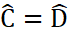 Ĉ = D̂